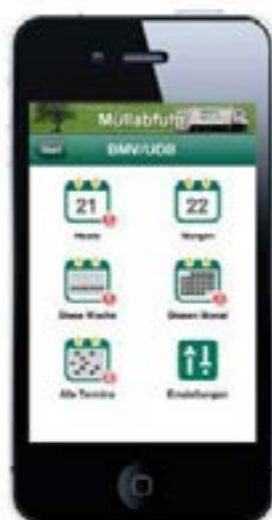 Müllabfuhr
BMV/UDB
21
22
Heute
Morgen
Diese Woche
Diesen Monat
Alle Termine
Einstellungen